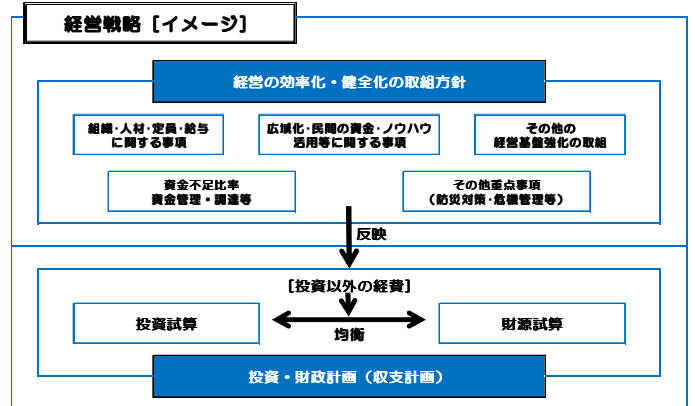 経営戦略［イメージ］
経営の効率化・健全化の取組方針
組織・人材・定員・給与
に関する事項
広域化・民間の資金・ノウハウ
活用等に関する事項
その他の
経営基盤強化の取組
資金不足比率
資金管理・調達等
その他重点事項
（防災対策・危機管理等）
反映
［投資以外の経費］
投資試算
均衡
財源試算
投資・財政計画（収支計画）